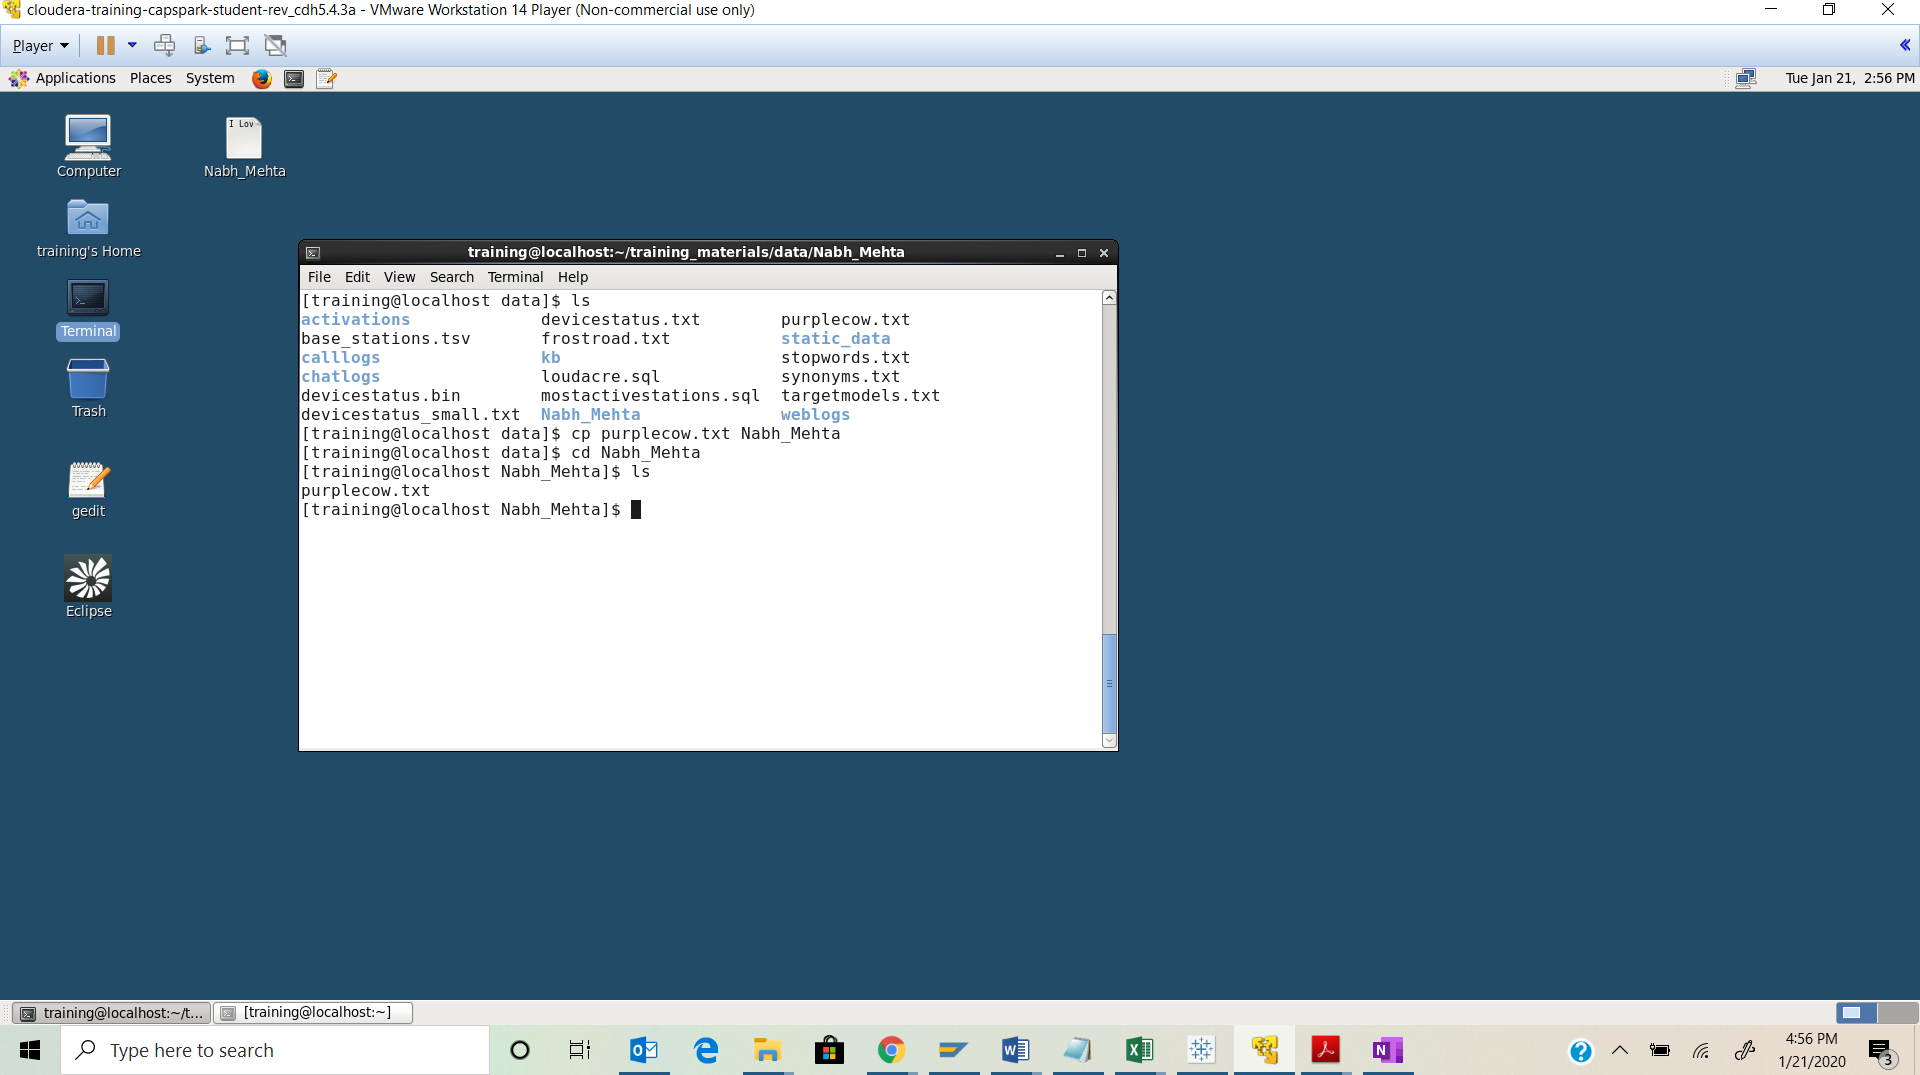 cloudera-training-capspark-student-rev_cdh5.4.3a - VMware Workstation 14 Player (Non-commercial use only)
Player
Applications Places System
Tue Jan 21, 2:56 PM
Computer
I Lov
Nabh_Mehta
training's Home
Terminal
Trash
gedit
Eclipse
training@localhost:~/training_materials/data/Nabh_Mehta
File Edit View Search Terminal Help
[training@localhost data]$ ls
activations devicestatus.txt purplecow.txt
base_stations.tsv frostroad.txt static_data
calllogs kb stopwords.txt
chatlogs loudacre.sql synonyms.txt
devicestatus.bin mostactivestations.sql targetmodels.txt
devicestatus_small.txt Nabh_Mehta weblogs
[training@localhost data]$ cp purplecow.txt Nabh_Mehta
[training@localhost data]$ cd Nabh_Mehta
[training@localhost Nabh_Mehta]$ ls
purplecow.txt
[training@localhost Nabh_Mehta]$
training@localhost:~/t...
[training@localhost:~]
Type here to search
4:56 PM
1/21/2020
3